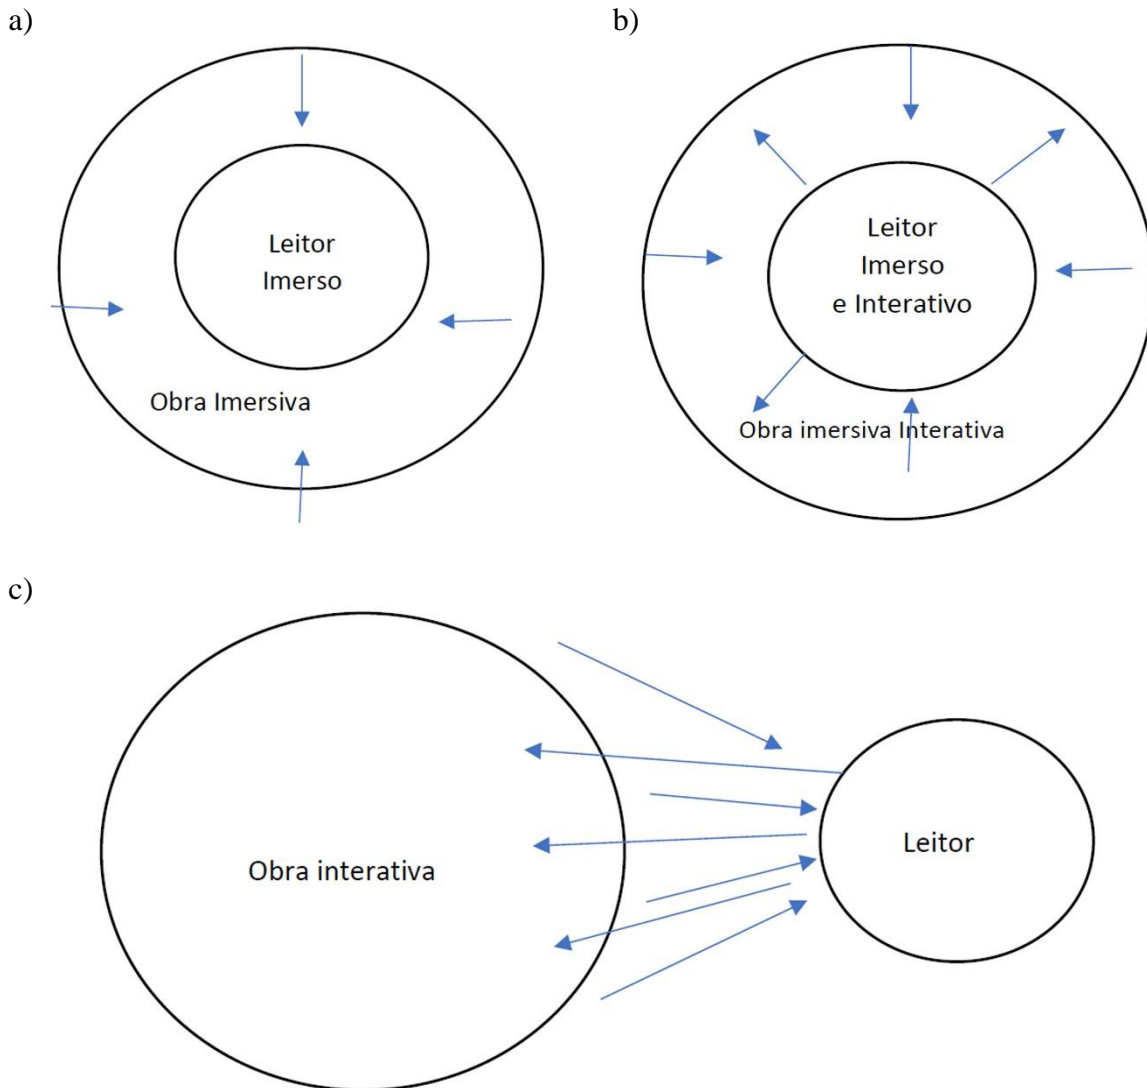 a)
b)
Leitor
Imerso
Obra Imersiva
Leitor
Imerso
e Interativo
Obra imersiva Interativa
c)
Obra interativa
Leitor